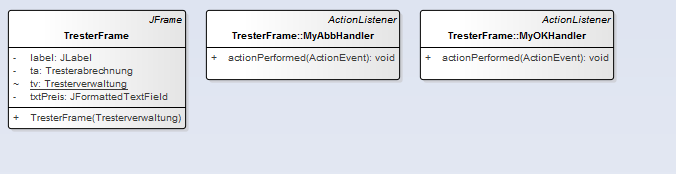 JFrame
TresterFrame
- label: JLabel
- ta: Tresterabrechnung
~ tv: Tresterverwaltung
- txtPreis: JFormattedTextField
+ TresterFrame(Tresterverwaltung)
ActionListener
TresterFrame::MyAbbHandler
+ actionPerformed(ActionEvent): void
ActionListener
TresterFrame::MyOKHandler
+ actionPerformed(ActionEvent): void